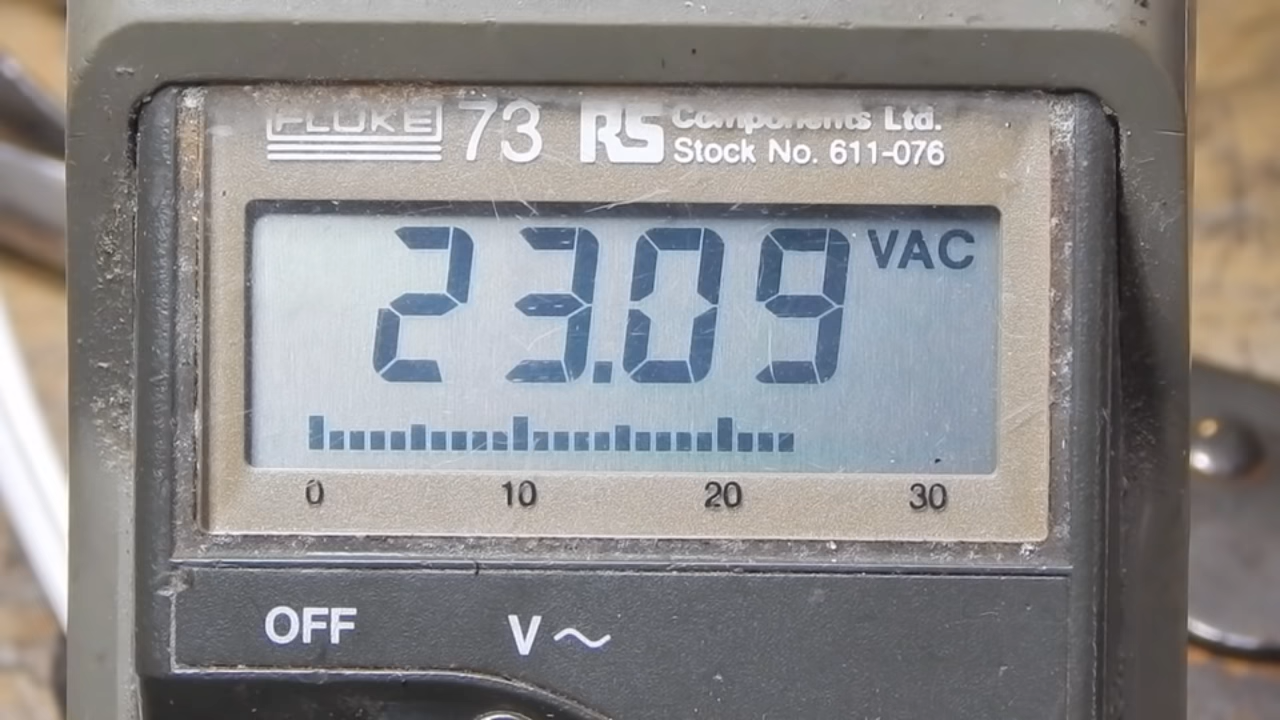 FLUKE 73 RS Components Ltd.
Stock No. 611-076
23.09 VAC
0 10 20 30
OFF V~